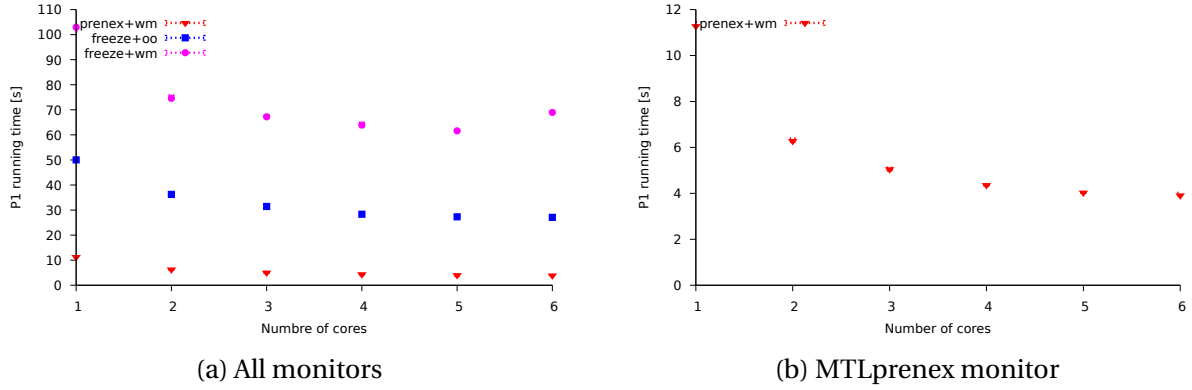 110
100
90
80
70
60
50
40
30
20
10
0
P1 running time [s]
prenex+wm
freeze+oo
freeze+wm
1 2 3 4 5 6
Numbre of cores
(a) All monitors
12
10
8
6
4
2
0
P1 running time [s]
prenex+wm
1 2 3 4 5 6
Number of cores
(b) MTLprenex monitor